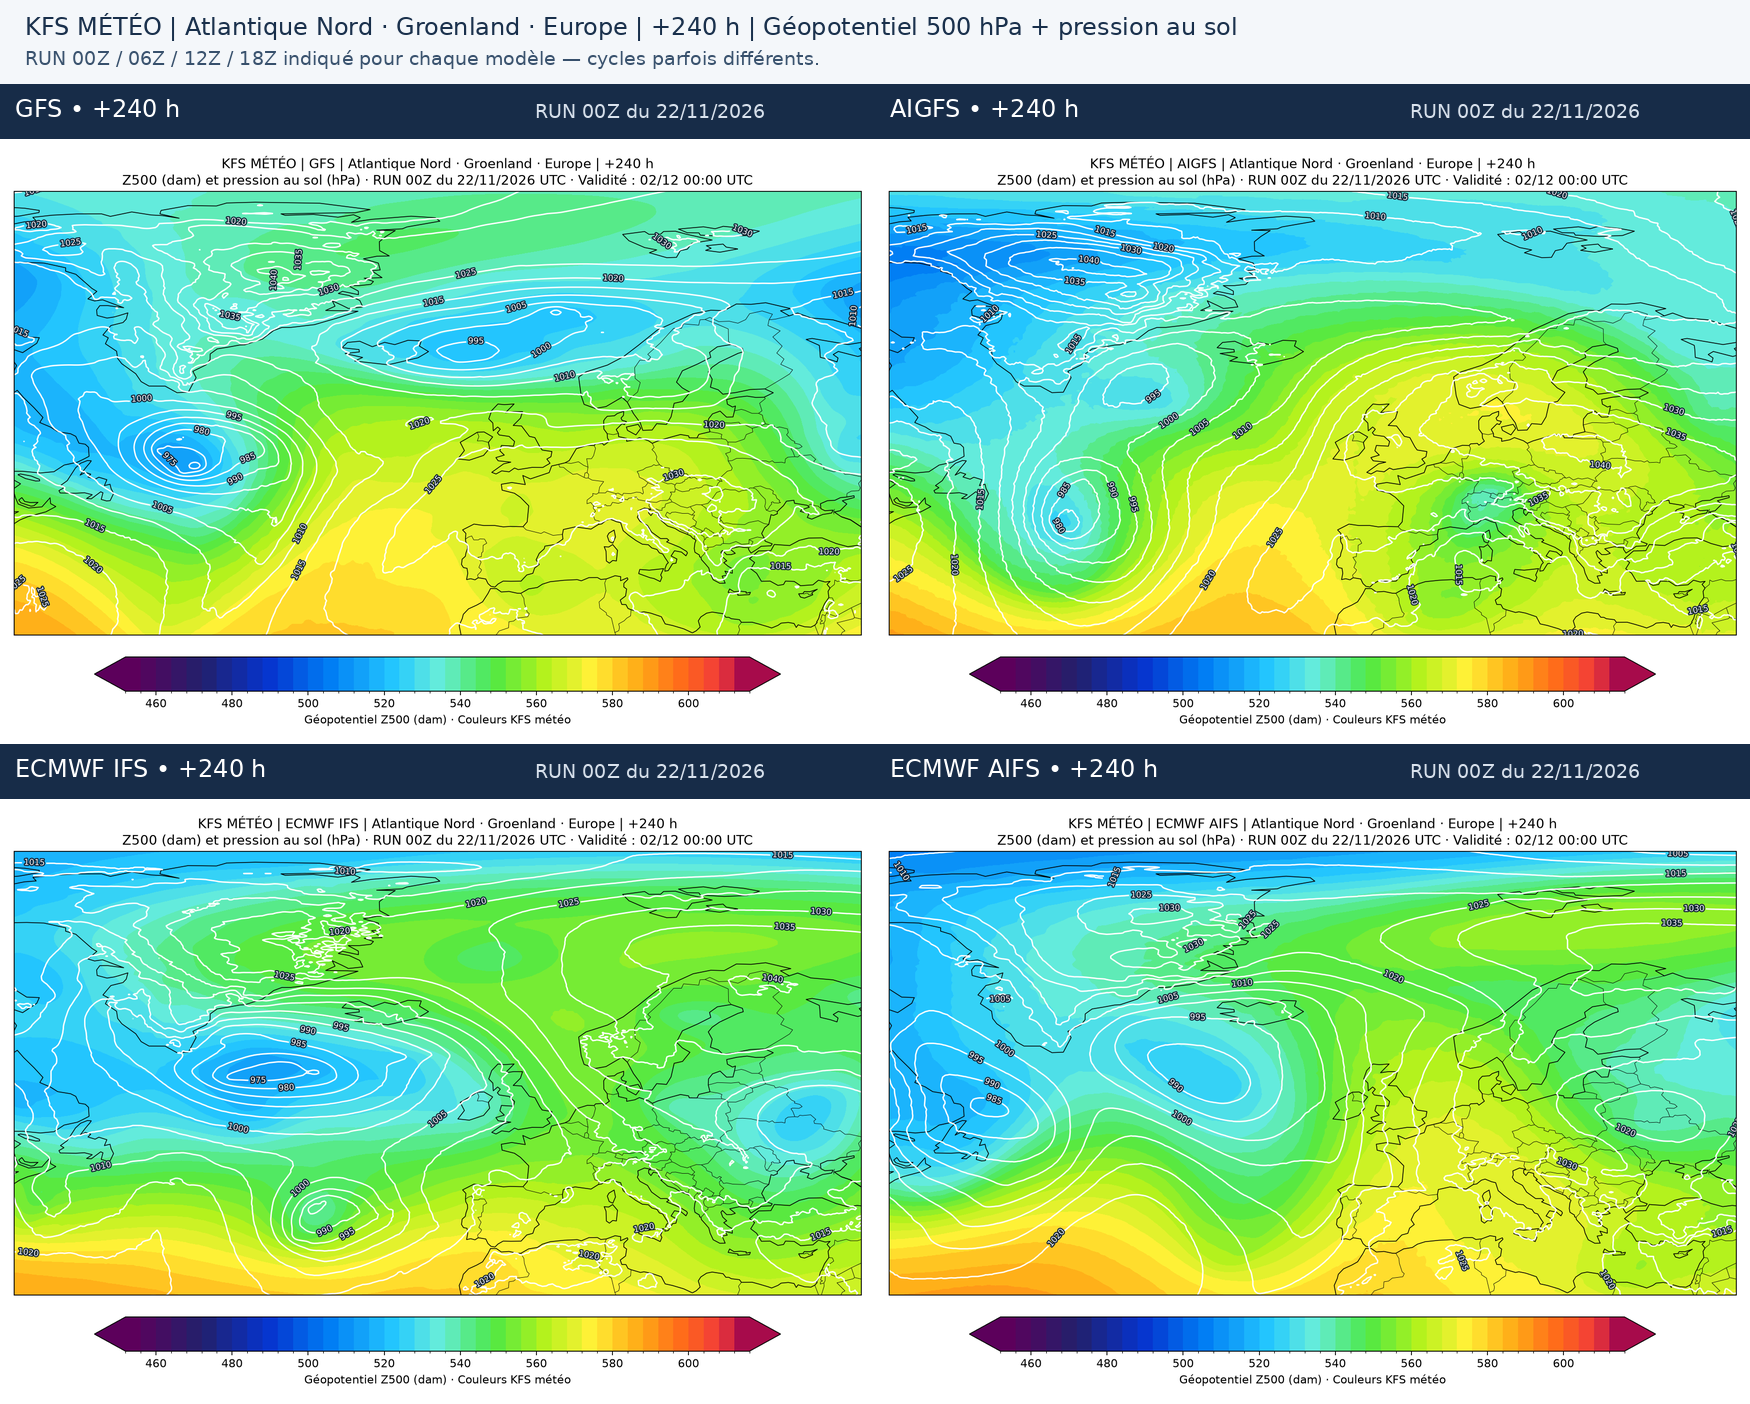 KFS MÉTÉO | Atlantique Nord · Groenland · Europe | +240 h | Géopotentiel 500 hPa + pression au sol
RUN 00Z / 06Z / 12Z / 18Z indiqué pour chaque modèle — cycles parfois différents.
GFS • +240 h
RUN 00Z du 22/11/2026
AIGFS • +240 h
RUN 00Z du 22/11/2026
KFS MÉTÉO | GFS | Atlantique Nord · Groenland · Europe | +240 h
Z500 (dam) et pression au sol (hPa) · RUN 00Z du 22/11/2026 UTC · Validité : 02/12 00:00 UTC
KFS MÉTÉO | AIGFS | Atlantique Nord · Groenland · Europe | +240 h
Z500 (dam) et pression au sol (hPa) · RUN 00Z du 22/11/2026 UTC · Validité : 02/12 00:00 UTC
460 480 500 520 540 560 580 600
Géopotentiel Z500 (dam) · Couleurs KFS météo
460 480 500 520 540 560 580 600
Géopotentiel Z500 (dam) · Couleurs KFS météo
ECMWF IFS • +240 h
RUN 00Z du 22/11/2026
ECMWF AIFS • +240 h
RUN 00Z du 22/11/2026
KFS MÉTÉO | ECMWF IFS | Atlantique Nord · Groenland · Europe | +240 h
Z500 (dam) et pression au sol (hPa) · RUN 00Z du 22/11/2026 UTC · Validité : 02/12 00:00 UTC
KFS MÉTÉO | ECMWF AIFS | Atlantique Nord · Groenland · Europe | +240 h
Z500 (dam) et pression au sol (hPa) · RUN 00Z du 22/11/2026 UTC · Validité : 02/12 00:00 UTC
460 480 500 520 540 560 580 600
Géopotentiel Z500 (dam) · Couleurs KFS météo
460 480 500 520 540 560 580 600
Géopotentiel Z500 (dam) · Couleurs KFS météo